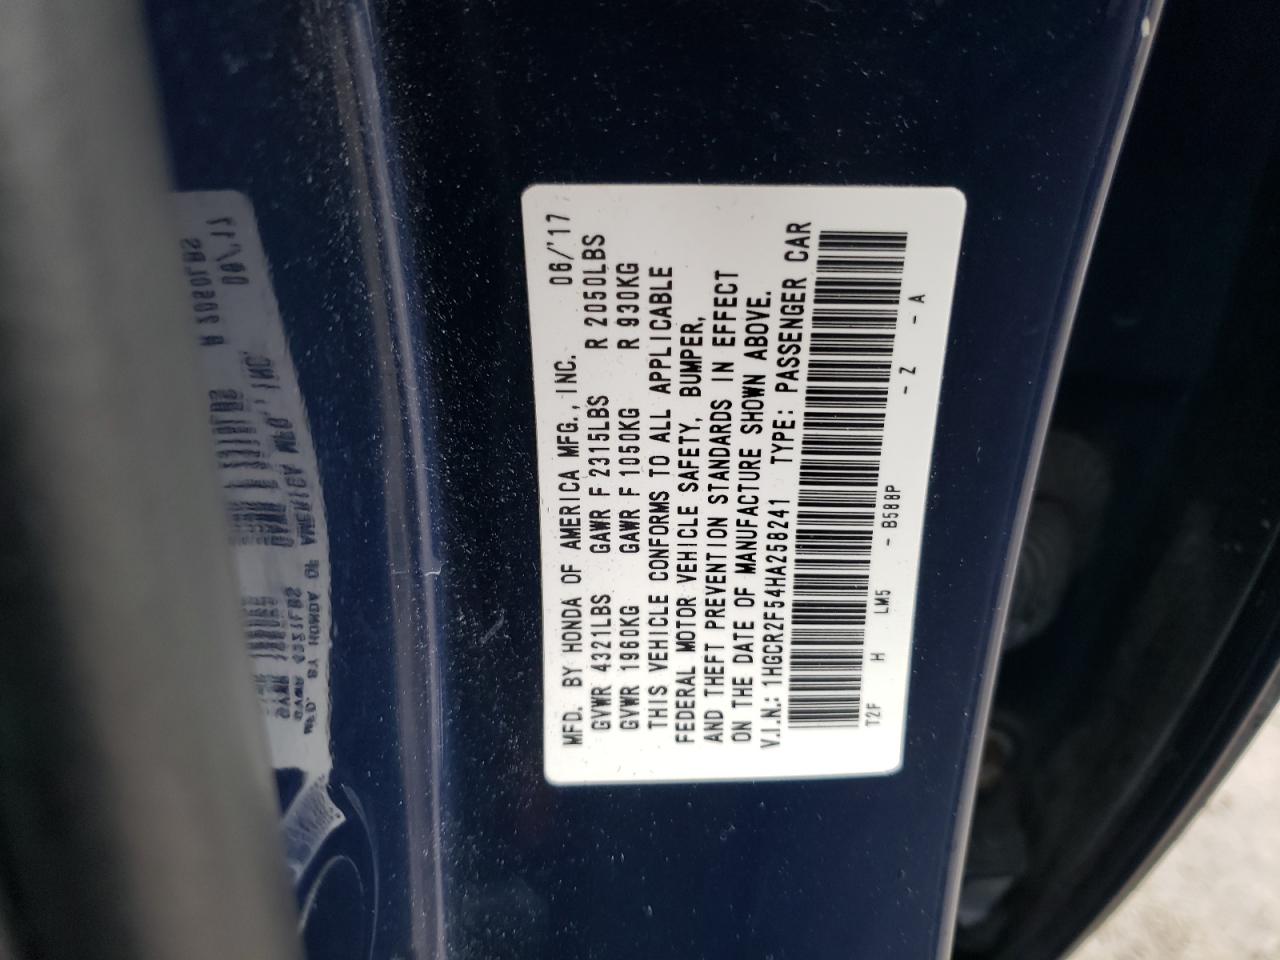 MFD. BY HONDA OF AMERICA MFG., INC. 06/'17
GVWR 4321LBS GAWR F 2315LBS R 2050LBS
GVWR 1960KG GAWR F 1050KG R 930KG
THIS VEHICLE CONFORMS TO ALL APPLICABLE
FEDERAL MOTOR VEHICLE SAFETY, BUMPER,
AND THEFT PREVENTION STANDARDS IN EFFECT
ON THE DATE OF MANUFACTURE SHOWN ABOVE.
V.I.N.: 1HGCR2F54HA258241 TYPE: PASSENGER CAR
T2F H LM5 - B588P - Z - A